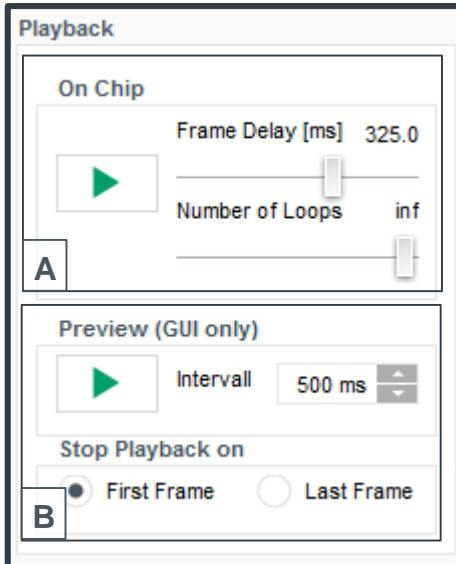 Playback
On Chip
Frame Delay [ms] 325.0
Number of Loops inf
A
Preview (GUI only)
Intervall 500 ms
Stop Playback on
First Frame Last Frame
B